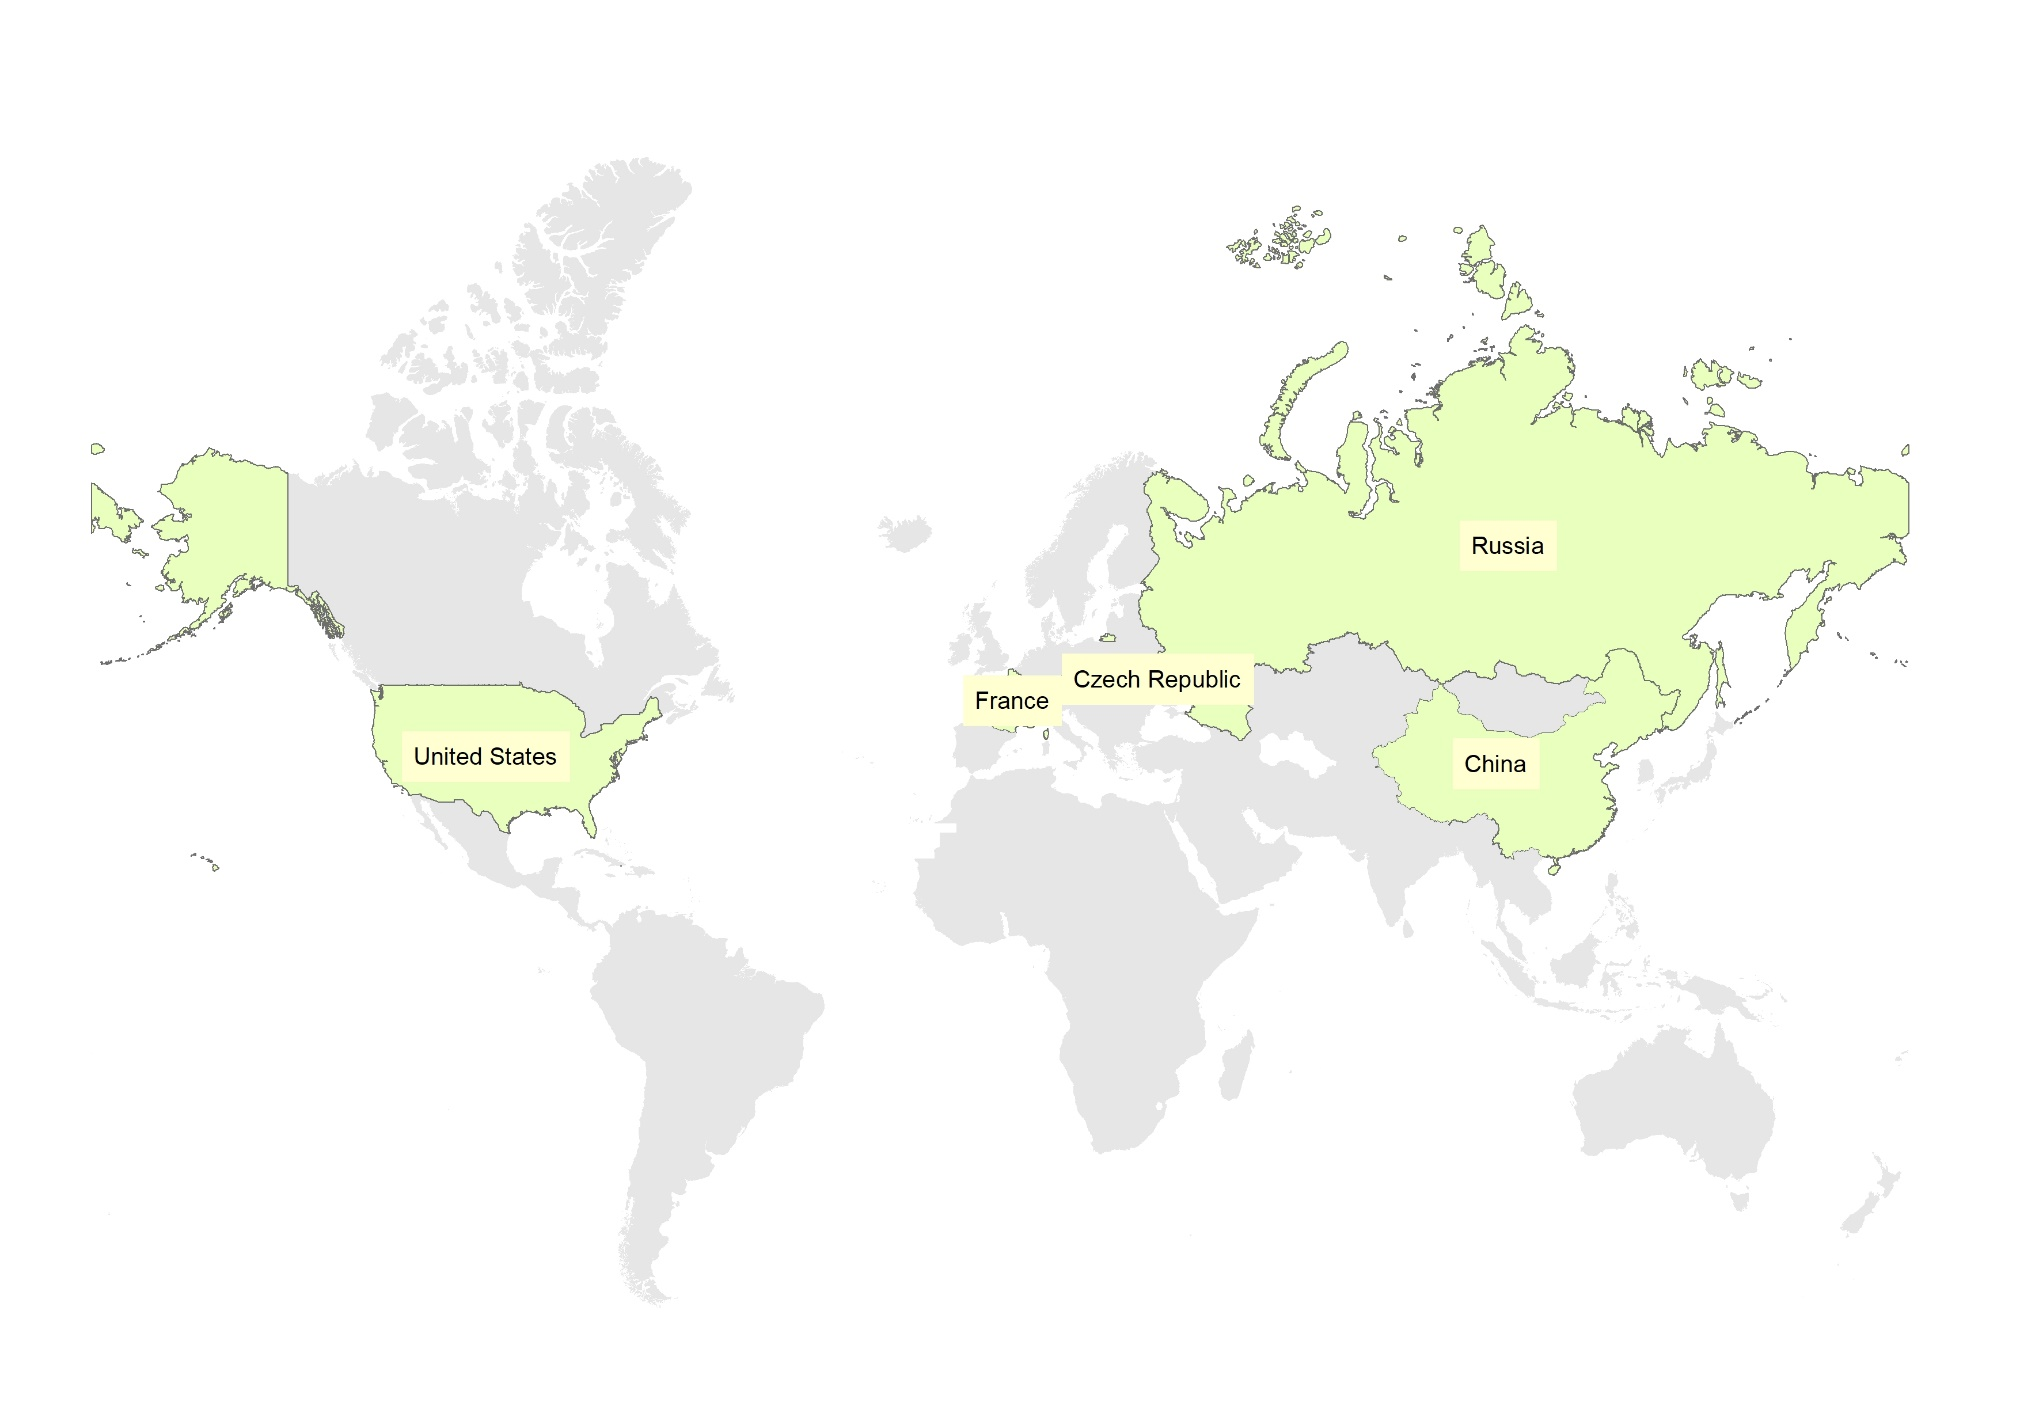 Russia
Czech Republic
France
United States
China